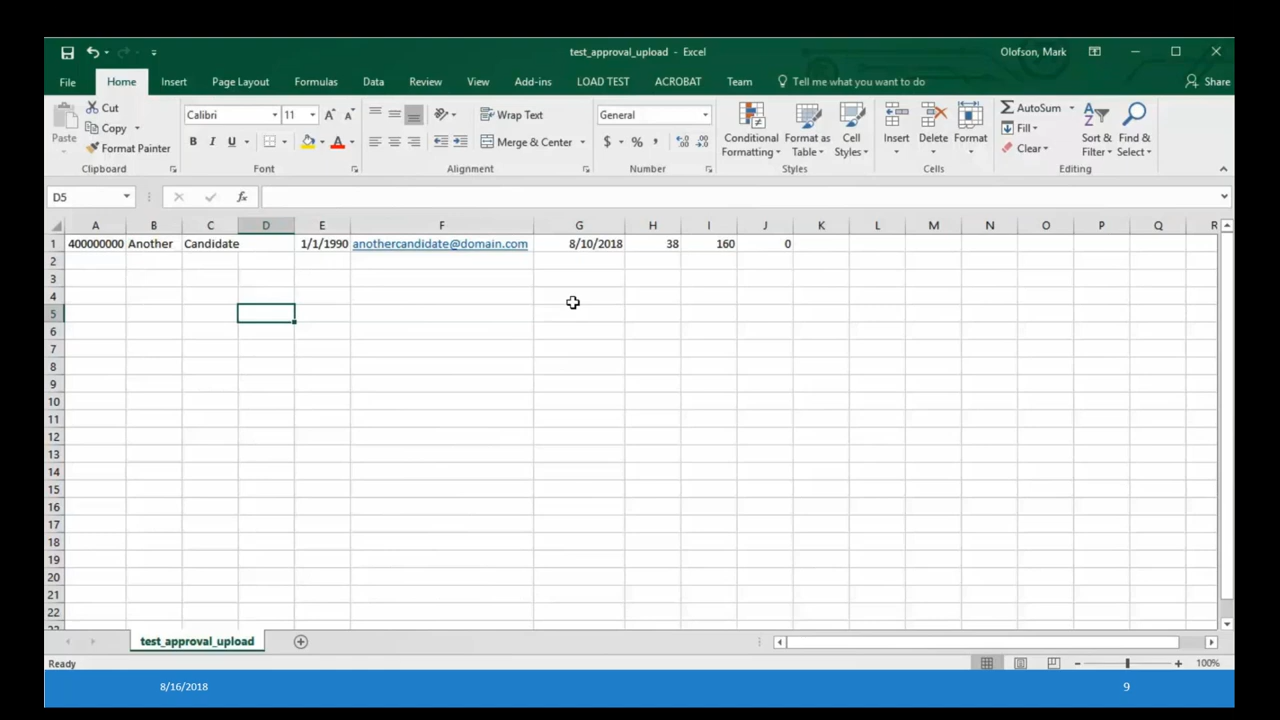 test_approval_upload - Excel
Olofson, Mark
File Home Insert Page Layout Formulas Data Review View Add-ins LOAD TEST ACROBAT Team Tell me what you want to do Share
Paste
Cut
Copy
Format Painter
Clipboard
Calibri 11
B I U
A
Font
Wrap Text
Merge & Center
Alignment
General
$ % ,
Number
Conditional Formatting
Format as Table
Cell Styles
Styles
Insert
Delete
Format
Cells
AutoSum
Fill
Clear
Sort & Filter
Find & Select
Editing
D5 fx
A B C D E F G H I J K L M N O P Q R
1 400000000 Another Candidate 1/1/1990 anothercandidate@domain.com 8/10/2018 38 160 0
2
3
4
5
6
7
8
9
10
11
12
13
14
15
16
17
18
19
20
21
22
23
test_approval_upload
Ready
100%
8/16/2018
9